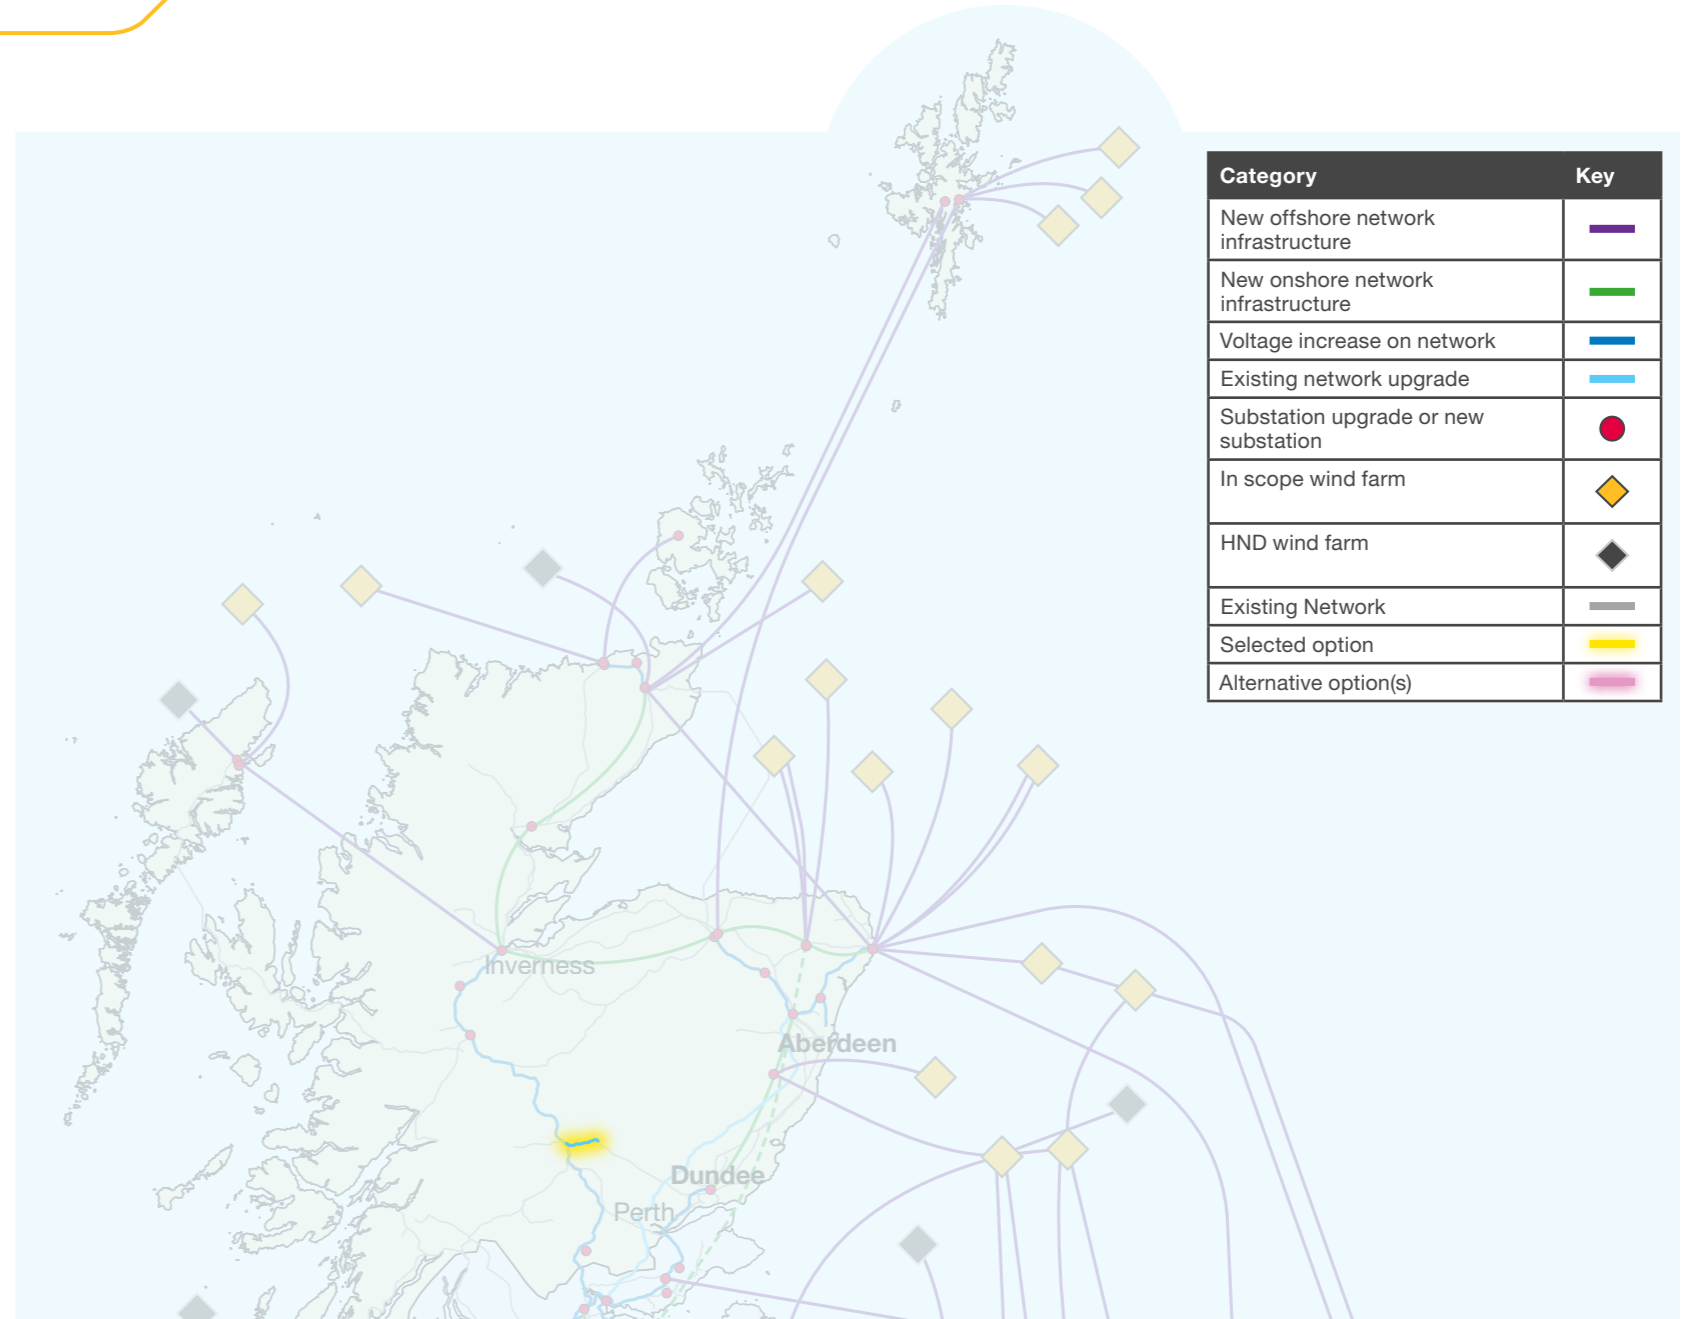 Category Key
New offshore network
infrastructure
New onshore network
infrastructure
Voltage increase on network
Existing network upgrade
Substation upgrade or new
substation
In scope wind farm
HND wind farm
Existing Network
Selected option
Alternative option(s)
Inverness
Aberdeen
Dundee
Perth